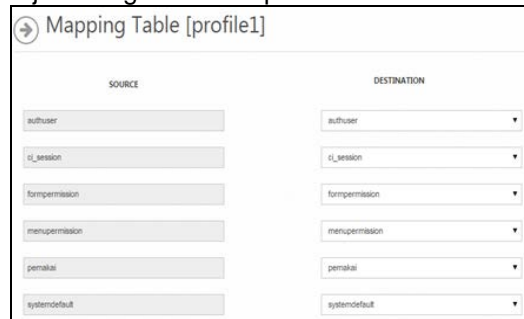 Mapping Table [profile1]
SOURCE DESTINATION
authuser authuser
ci_session ci_session
formpermission formpermission
menupermission menupermission
pemakai pemakai
systemdefault systemdefault